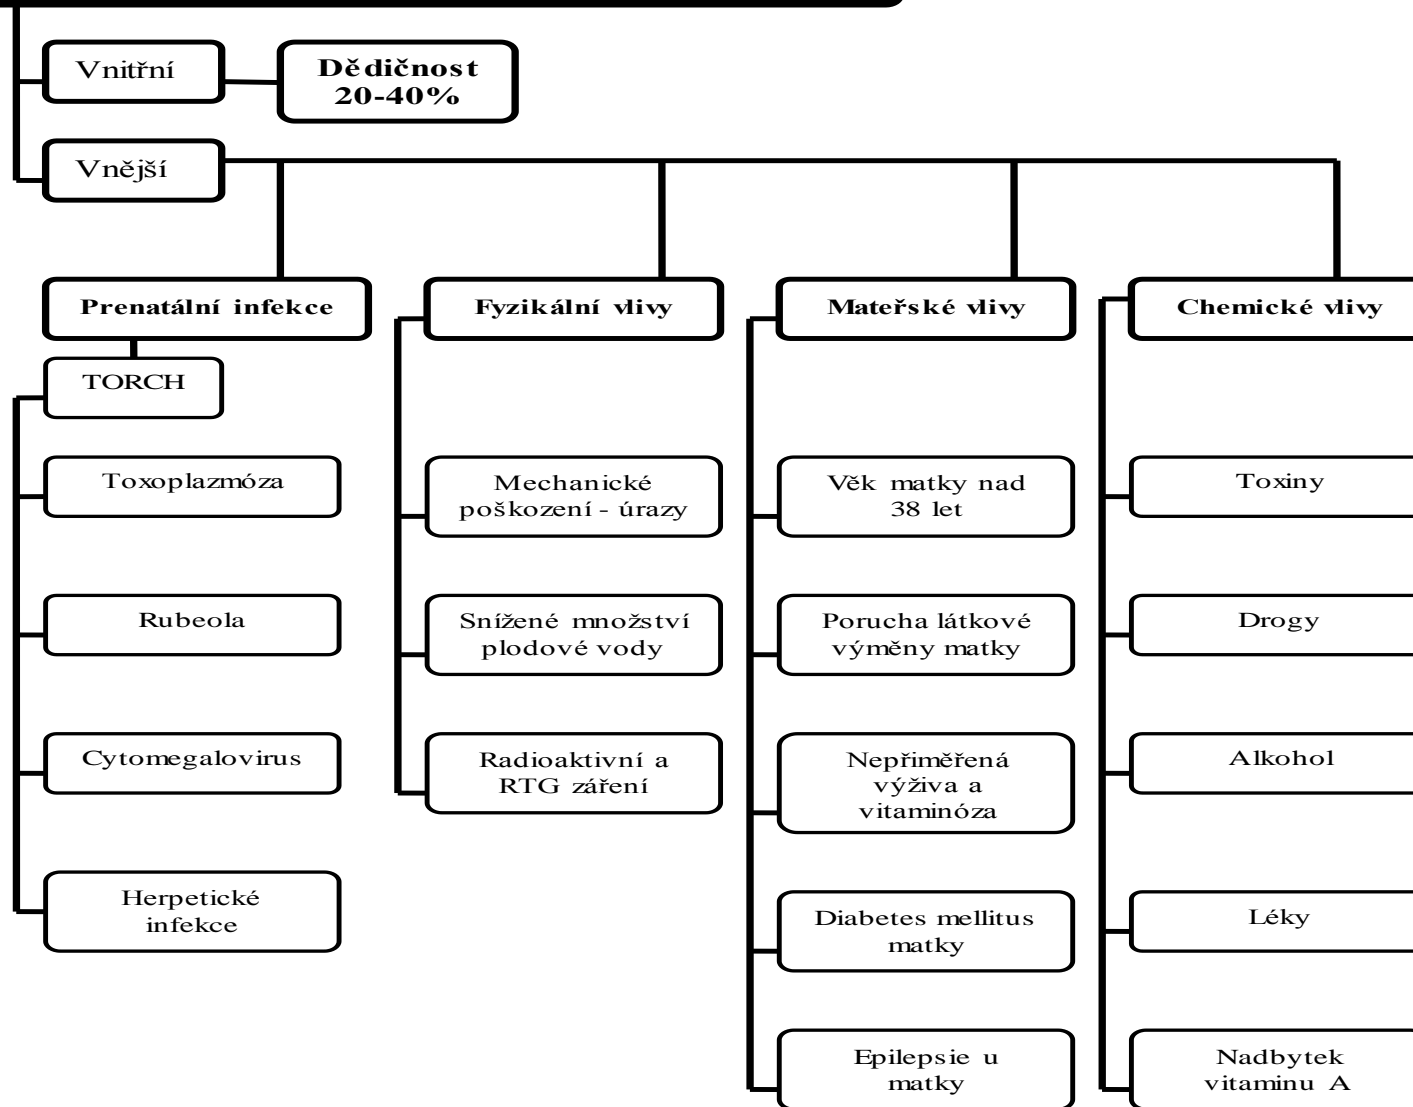 Vnitřní
Dědičnost
20-40%
Vnější
Prenatální infekce
Fyzikální vlivy
Mateřské vlivy
Chemické vlivy
TORCH
Toxoplazmóza
Rubeola
Cytomegalovirus
Herpetické
infekce
Mechanické
poškození - úrazy
Snížené množství
plodové vody
Radioaktivní a
RTG záření
Věk matky nad
38 let
Porucha látkové
výměny matky
Nepřiměřená
výživa a
vitaminóza
Diabetes mellitus
matky
Epilepsie u
matky
Toxiny
Drogy
Alkohol
Léky
Nadbytek
vitaminu A